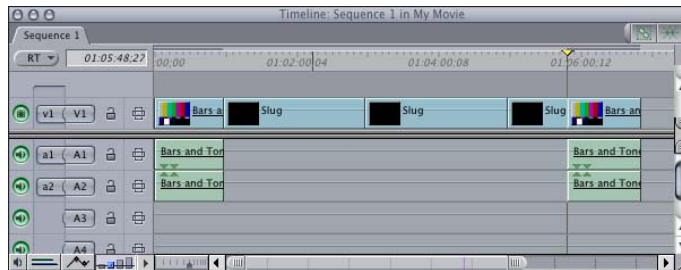 Timeline: Sequence 1 in My Movie
Sequence 1
RT 01:05:48;27 00;00 01:02:00;04 01:04:00;08 01:06:00;12
v1 V1 Bars a Slug Slug Slug Bars an
a1 A1 Bars and Ton Bars and Tone
a2 A2 Bars and Ton Bars and Tone
A3
A4